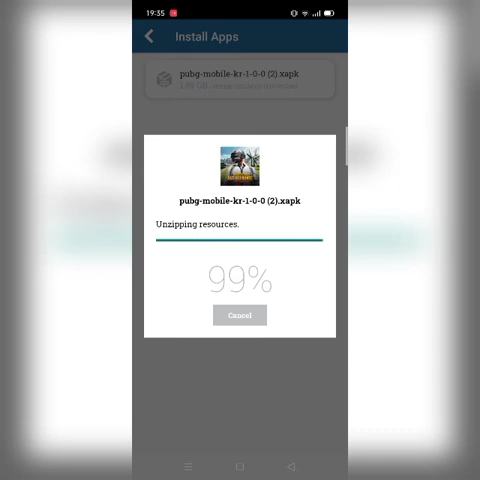 19:35
Install Apps
pubg-mobile-kr-1-0-0 (2).xapk
pubg-mobile-kr-1-0-0 (2).xapk
Unzipping resources.
99%
Cancel